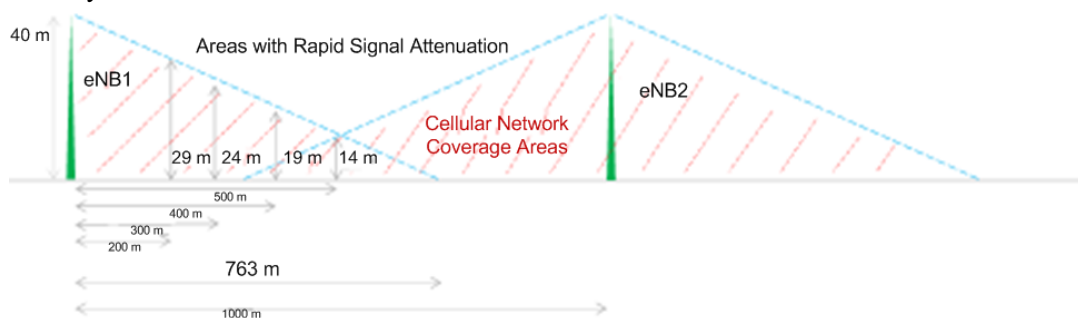 40 m
Areas with Rapid Signal Attenuation
eNB1
eNB2
Cellular Network
Coverage Areas
29 m
24 m
19 m
14 m
500 m
400 m
300 m
200 m
763 m
1000 m